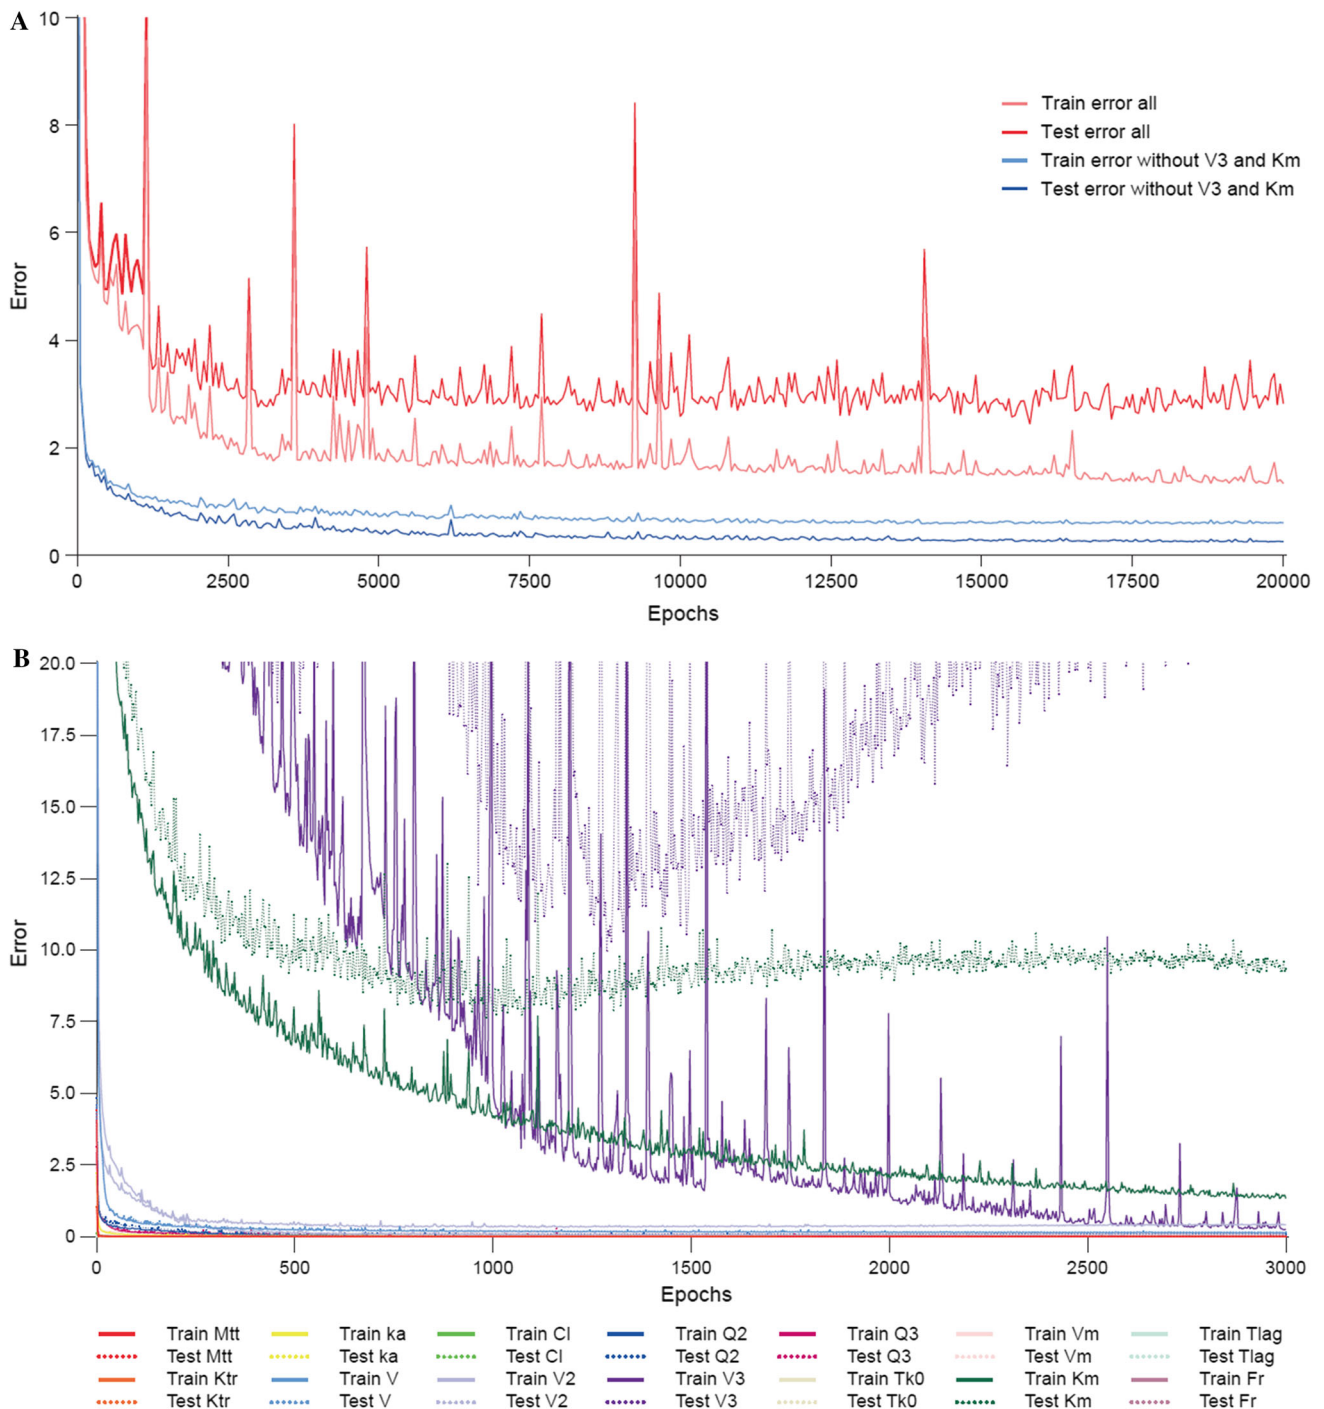 A
10
8
6
4
2
0
Error
0 2500 5000 7500 10000 12500 15000 17500 20000
Epochs
Train error all
Test error all
Train error without V3 and Km
Test error without V3 and Km
B
20.0
17.5
15.0
12.5
10.0
7.5
5.0
2.5
0
Error
0 500 1000 1500 2000 2500 3000
Epochs
Train Mtt Train ka Train Cl Train Q2 Train Q3 Train Vm Train Tlag
Test Mtt Test ka Test Cl Test Q2 Test Q3 Test Vm Test Tlag
Train Ktr Train V Train V2 Train V3 Train Tk0 Train Km Train Fr
Test Ktr Test V Test V2 Test V3 Test Tk0 Test Km Test Fr